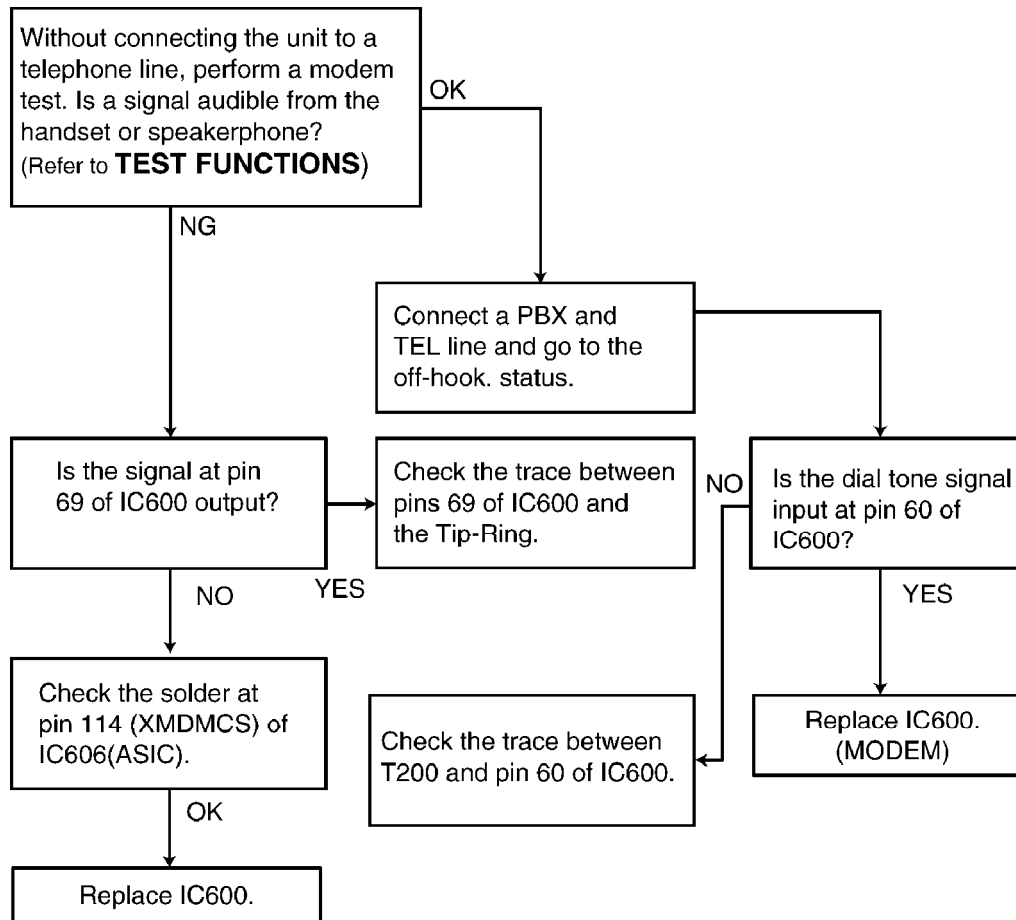 Without connecting the unit to a
telephone line, perform a modem
test. Is a signal audible from the
handset or speakerphone?
(Refer to TEST FUNCTIONS)
OK
NG
Connect a PBX and
TEL line and go to the
off-hook. status.
Is the signal at pin
69 of IC600 output?
YES
NO
Check the trace between
pins 69 of IC600 and
the Tip-Ring.
NO
Is the dial tone signal
input at pin 60 of
IC600?
YES
Check the solder at
pin 114 (XMDMCS) of
IC606(ASIC).
OK
Check the trace between
T200 and pin 60 of IC600.
Replace IC600.
(MODEM)
Replace IC600.